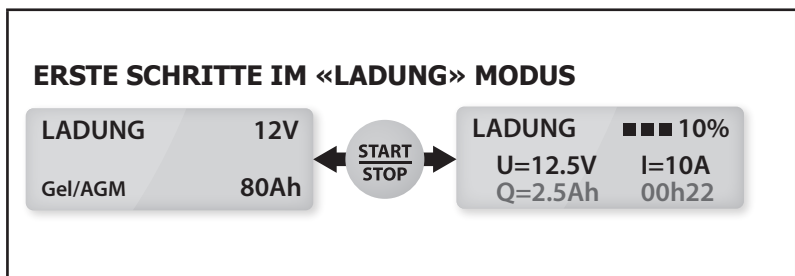 ERSTE SCHRITTE IM «LADUNG» MODUS
LADUNG 12V
Gel/AGM 80Ah
START
STOP
LADUNG ■■■ 10%
U=12.5V I=10A
Q=2.5Ah 00h22